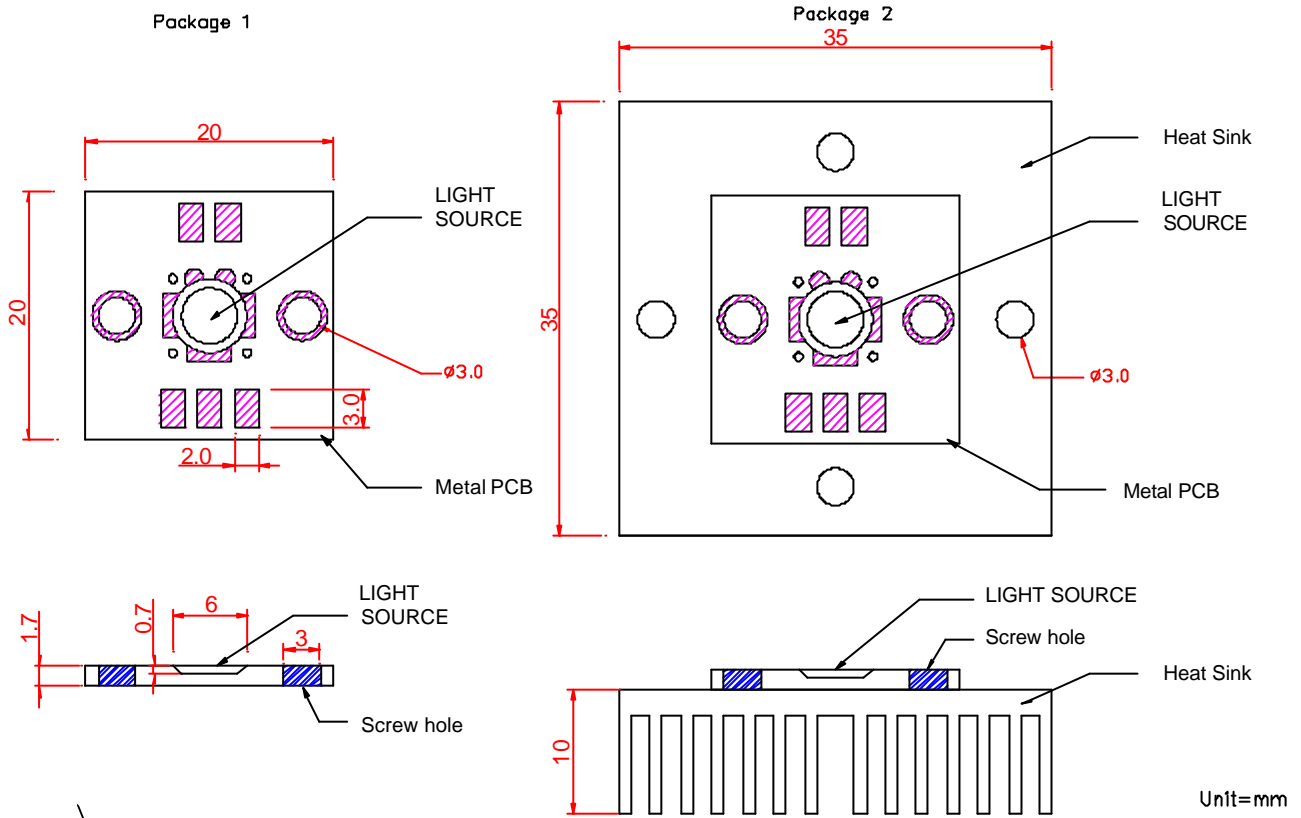 Package 1
Package 2
35
20
LIGHT
SOURCE
Heat Sink
LIGHT
SOURCE
20
35
ø3.0
ø3.0
3.0
2.0
Metal PCB
Metal PCB
1.7
0.7
6
LIGHT
SOURCE
3
Screw hole
LIGHT SOURCE
Screw hole
Heat Sink
10
Unit=mm